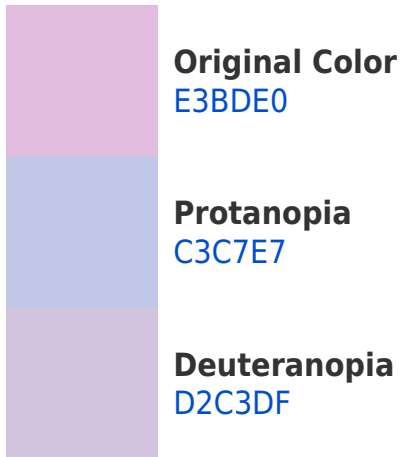 Original Color
E3BDE0
Protanopia
C3C7E7
Deuteranopia
D2C3DF